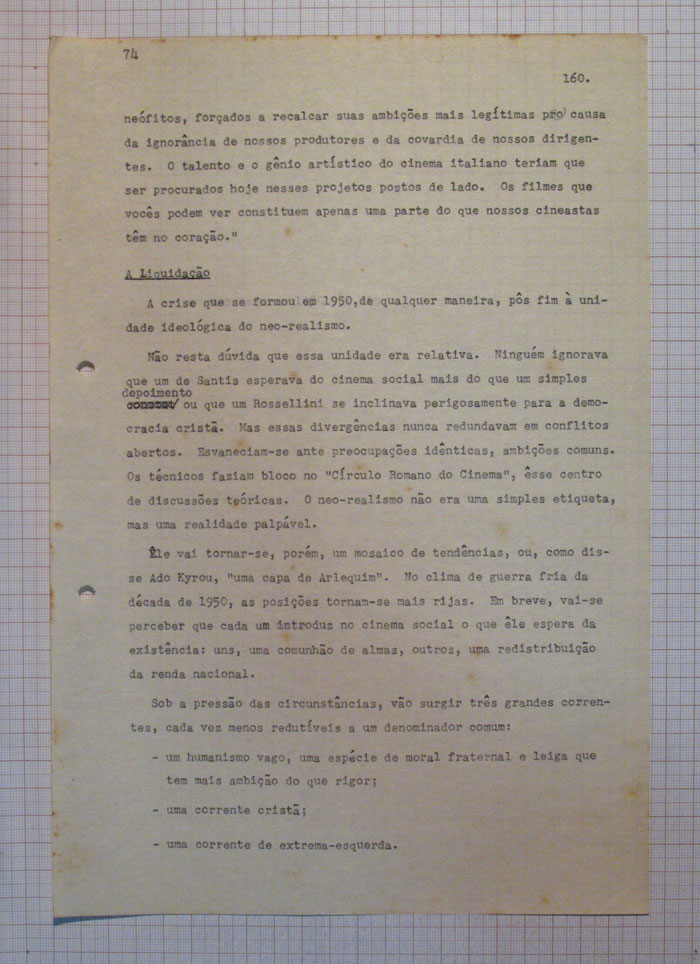 74
160.
neófitos, forçados a recalcar suas ambições mais legítimas pro causa
da ignorância de nossos produtores e da covardia de nossos dirigen-
tes. O talento e o gênio artístico do cinema italiano teriam que
ser procurados hoje nesses projetos postos de lado. Os filmes que
vocês podem ver constituem apenas uma parte do que nossos cineastas
têm no coração."
A Liquidação
A crise que se formou em 1950,de qualquer maneira, pôs fim à uni-
dade ideológica do neo-realismo.
Não resta dúvida que essa unidade era relativa. Ninguém ignorava
que um de Santis esperava do cinema social mais do que um simples
depoimento
ou que um Rossellini se inclinava perigosamente para a demo-
cracia cristã. Mas essas divergências nunca redundavam em conflitos
abertos. Esvaneciam-se ante preocupações idênticas, ambições comuns.
Os técnicos faziam bloco no "Círculo Romano do Cinema", êsse centro
de discussões teóricas. O neo-realismo não era uma simples etiqueta,
mas uma realidade palpável.
Êle vai tornar-se, porém, um mosaico de tendências, ou, como dis-
se Ado Kyrou, "uma capa de Arlequim". No clima de guerra fria da
década de 1950, as posições tornam-se mais rijas. Em breve, vai-se
perceber que cada um introduz no cinema social o que êle espera da
existência: uns, uma comunhão de almas, outros, uma redistribuição
da renda nacional.
Sob a pressão das circunstâncias, vão surgir três grandes corren-
tes, cada vez menos redutíveis a um denominador comum:
- um humanismo vago, uma espécie de moral fraternal e leiga que
tem mais ambição do que rigor;
- uma corrente cristã;
- uma corrente de extrema-esquerda.